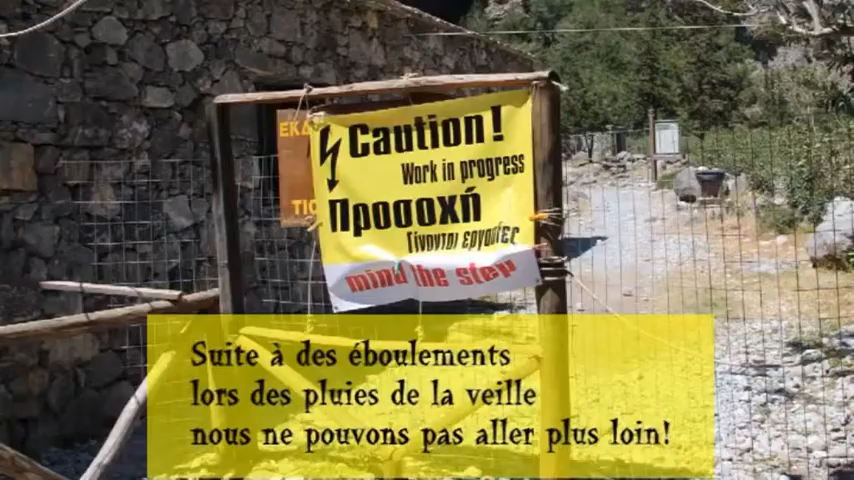 Caution!
Work in progress
Προσοχή
Γίνονται εργασίες
mind the step
Suite à des éboulements
lors des pluies de la veille
nous ne pouvons pas aller plus loin!